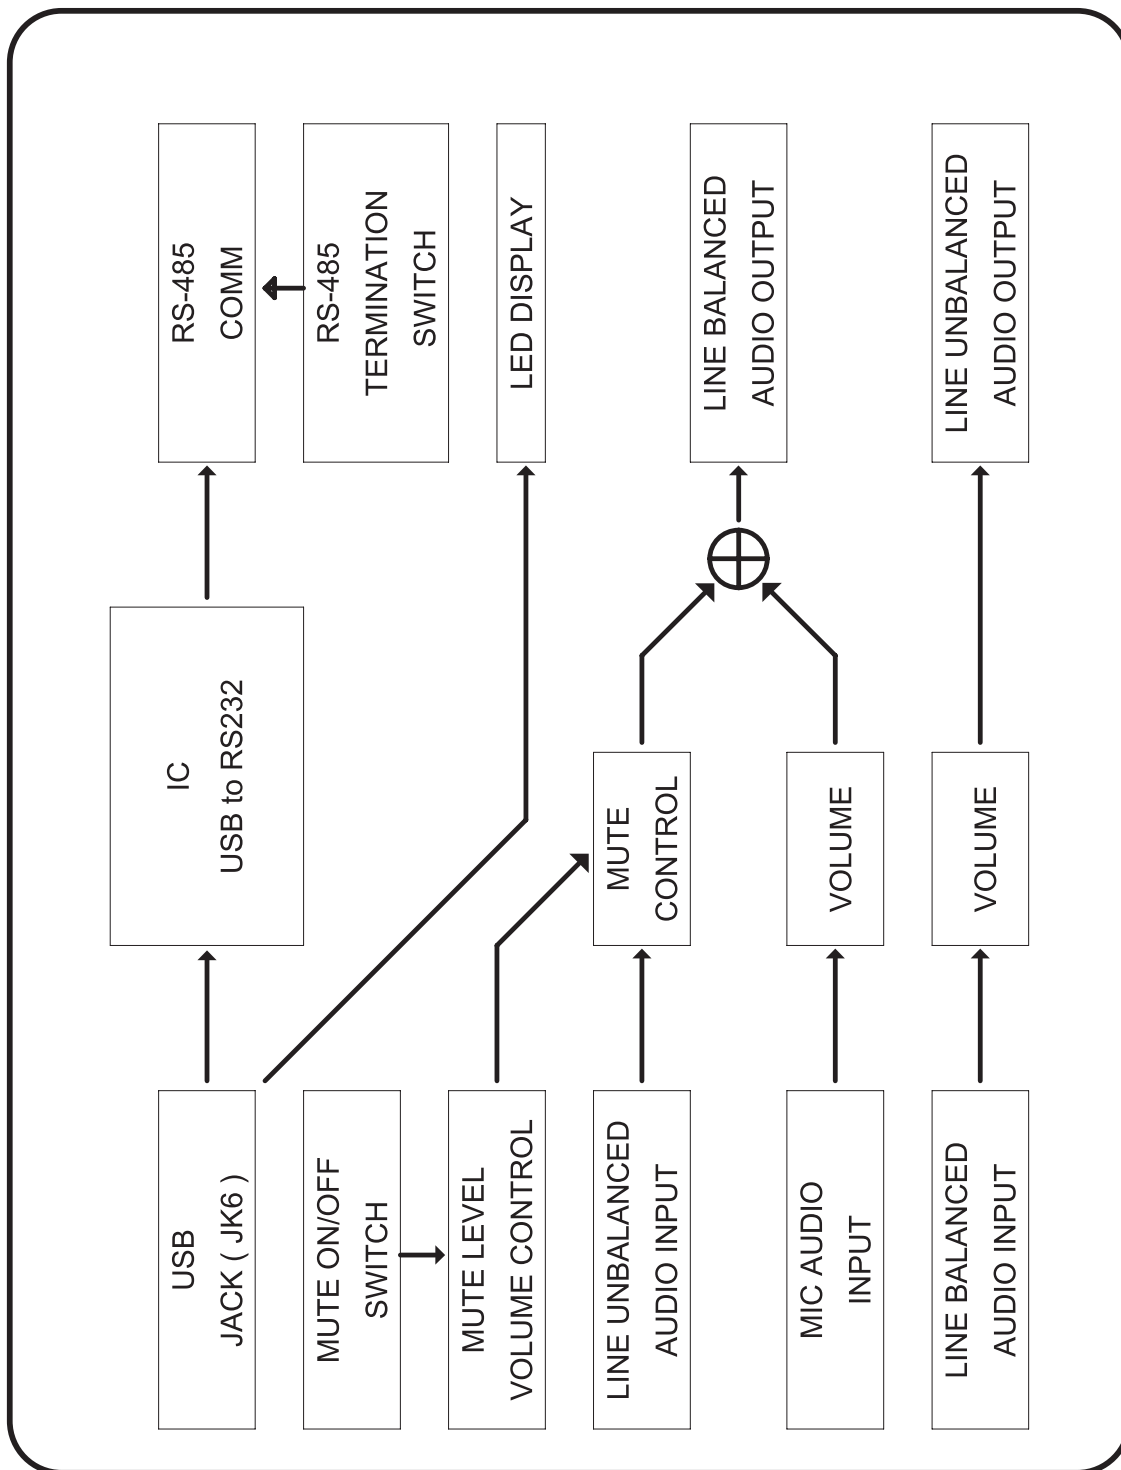 USB
JACK ( JK6 )
IC
USB to RS232
RS-485
COMM
MUTE ON/OFF
SWITCH
RS-485
TERMINATION
SWITCH
MUTE LEVEL
VOLUME CONTROL
LED DISPLAY
LINE UNBALANCED
AUDIO INPUT
MUTE
CONTROL
LINE BALANCED
AUDIO OUTPUT
MIC AUDIO
INPUT
VOLUME
LINE BALANCED
AUDIO INPUT
VOLUME
LINE UNBALANCED
AUDIO OUTPUT